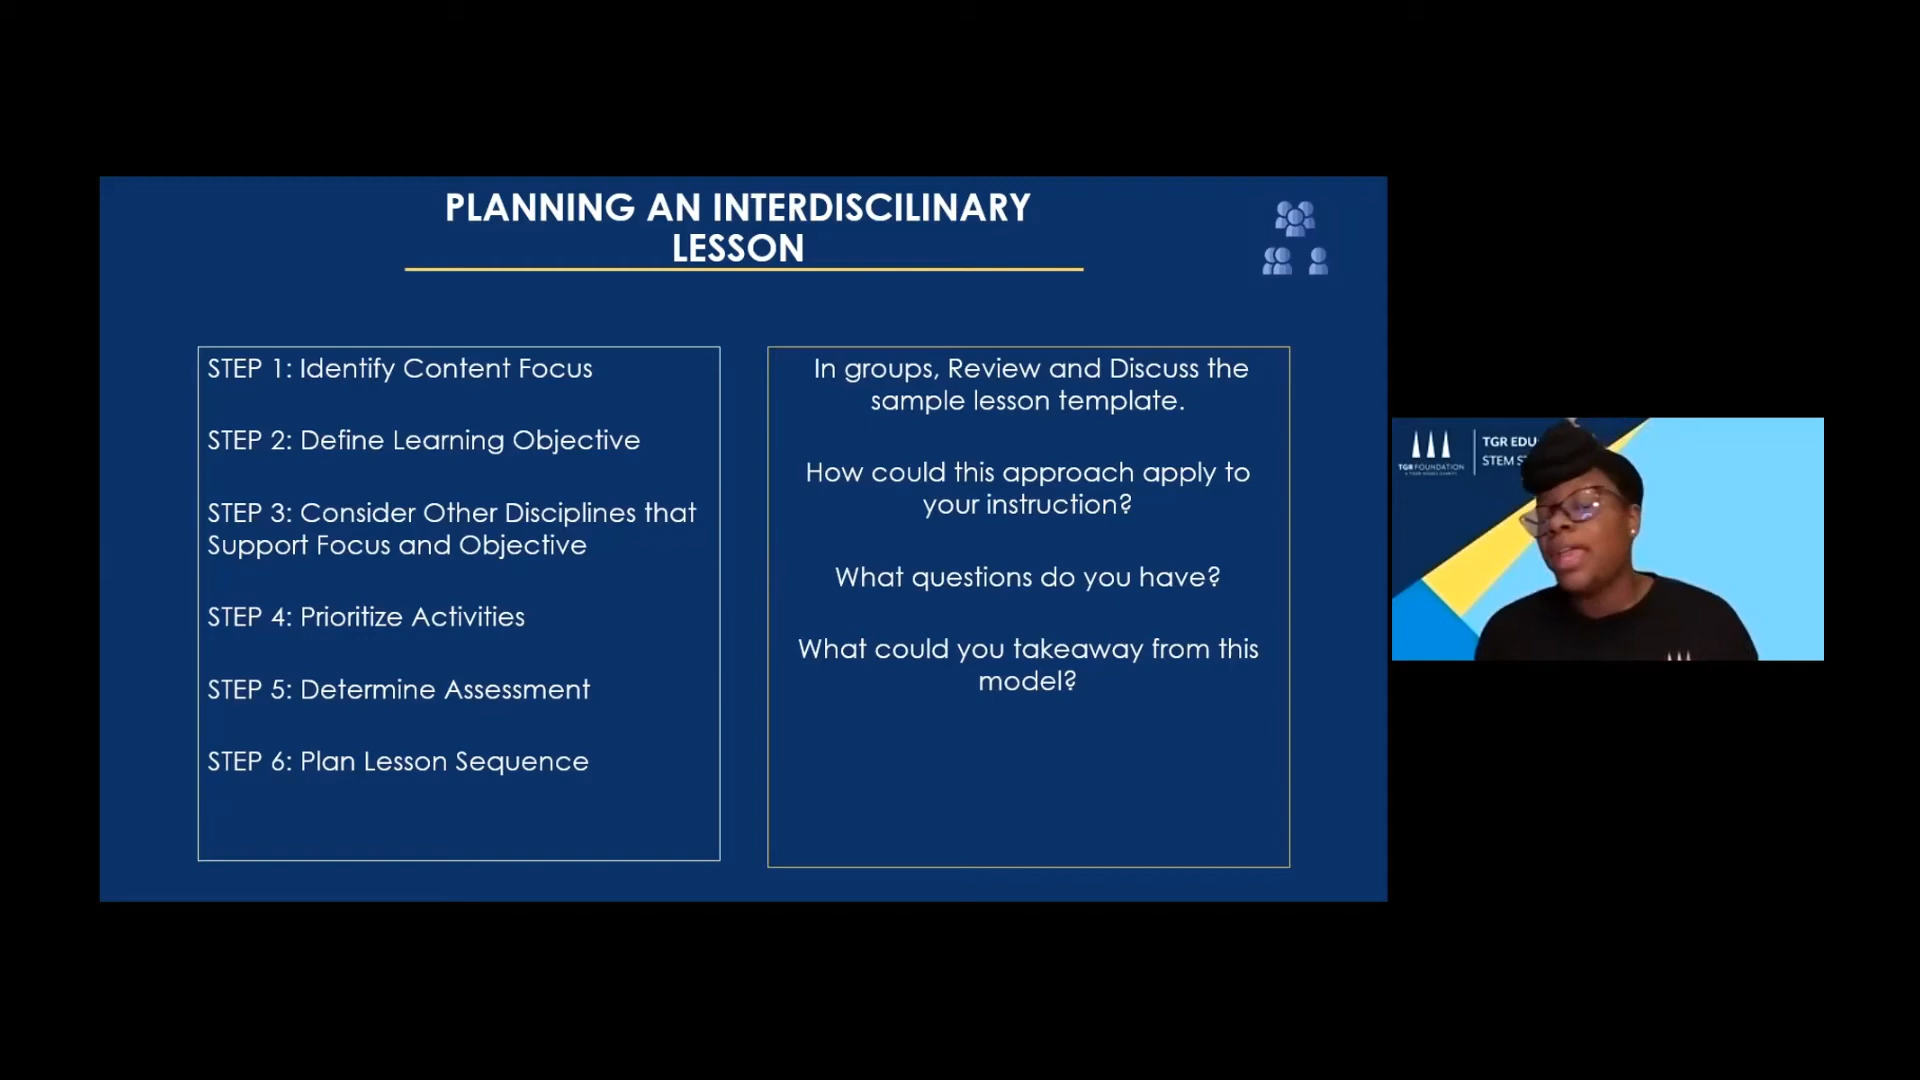 PLANNING AN INTERDISCILINARY
LESSON
STEP 1: Identify Content Focus
STEP 2: Define Learning Objective
STEP 3: Consider Other Disciplines that
Support Focus and Objective
STEP 4: Prioritize Activities
STEP 5: Determine Assessment
STEP 6: Plan Lesson Sequence
In groups, Review and Discuss the
sample lesson template.
How could this approach apply to
your instruction?
What questions do you have?
What could you takeaway from this
model?
TGR FOUNDATION
TGR EDU
STEM S